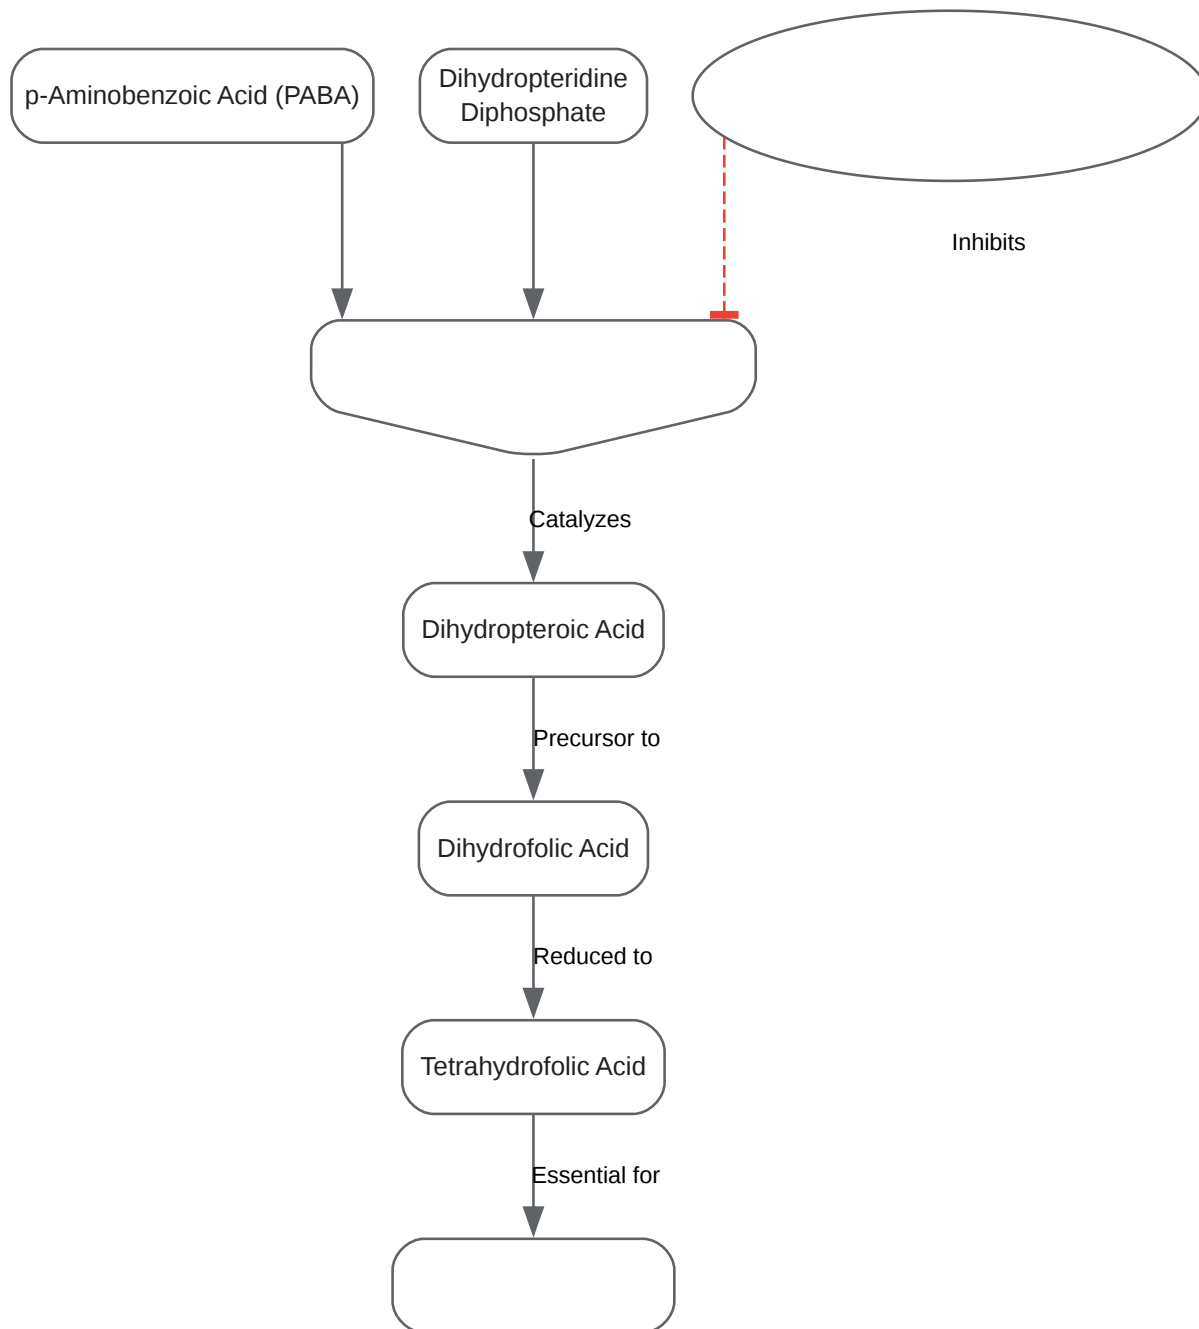 p-Aminobenzoic Acid (PABA)
Dihydropteridine
Diphosphate
Inhibits
Catalyzes
Dihydropteroic Acid
Precursor to
Dihydrofolic Acid
Reduced to
Tetrahydrofolic Acid
Essential for